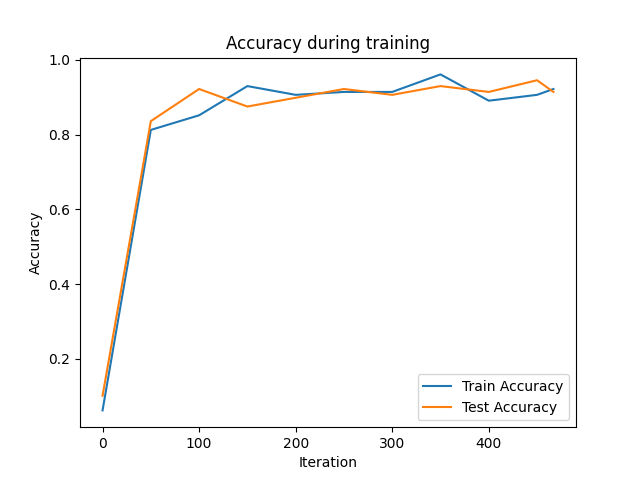 Accuracy during training
1.0
0.8
0.6
0.4
0.2
Accuracy
0 100 200 300 400
Iteration
Train Accuracy
Test Accuracy